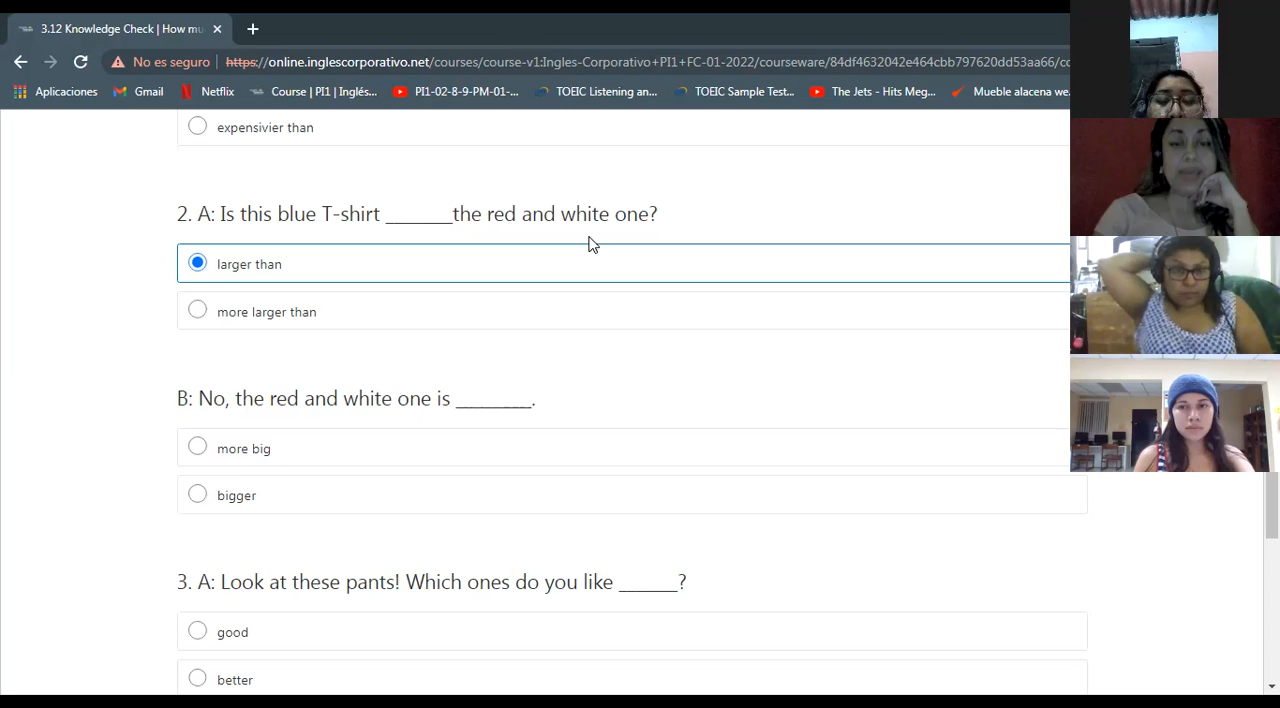 3.12 Knowledge Check | How mu
No es seguro | https://online.inglescorporativo.net/courses/course-v1:Ingles-Corporativo+PI1+FC-01-2022/courseware/84df4632042e464cbb797620dd53aa66/cc
Aplicaciones Gmail Netflix Course | PI1 | Inglés... PI1-02-8-9-PM-01-... TOEIC Listening an... TOEIC Sample Test... The Jets - Hits Meg... Mueble alacena we...
expensivier than
2. A: Is this blue T-shirt _______the red and white one?
larger than
more larger than
B: No, the red and white one is _________.
more big
bigger
3. A: Look at these pants! Which ones do you like ______?
good
better